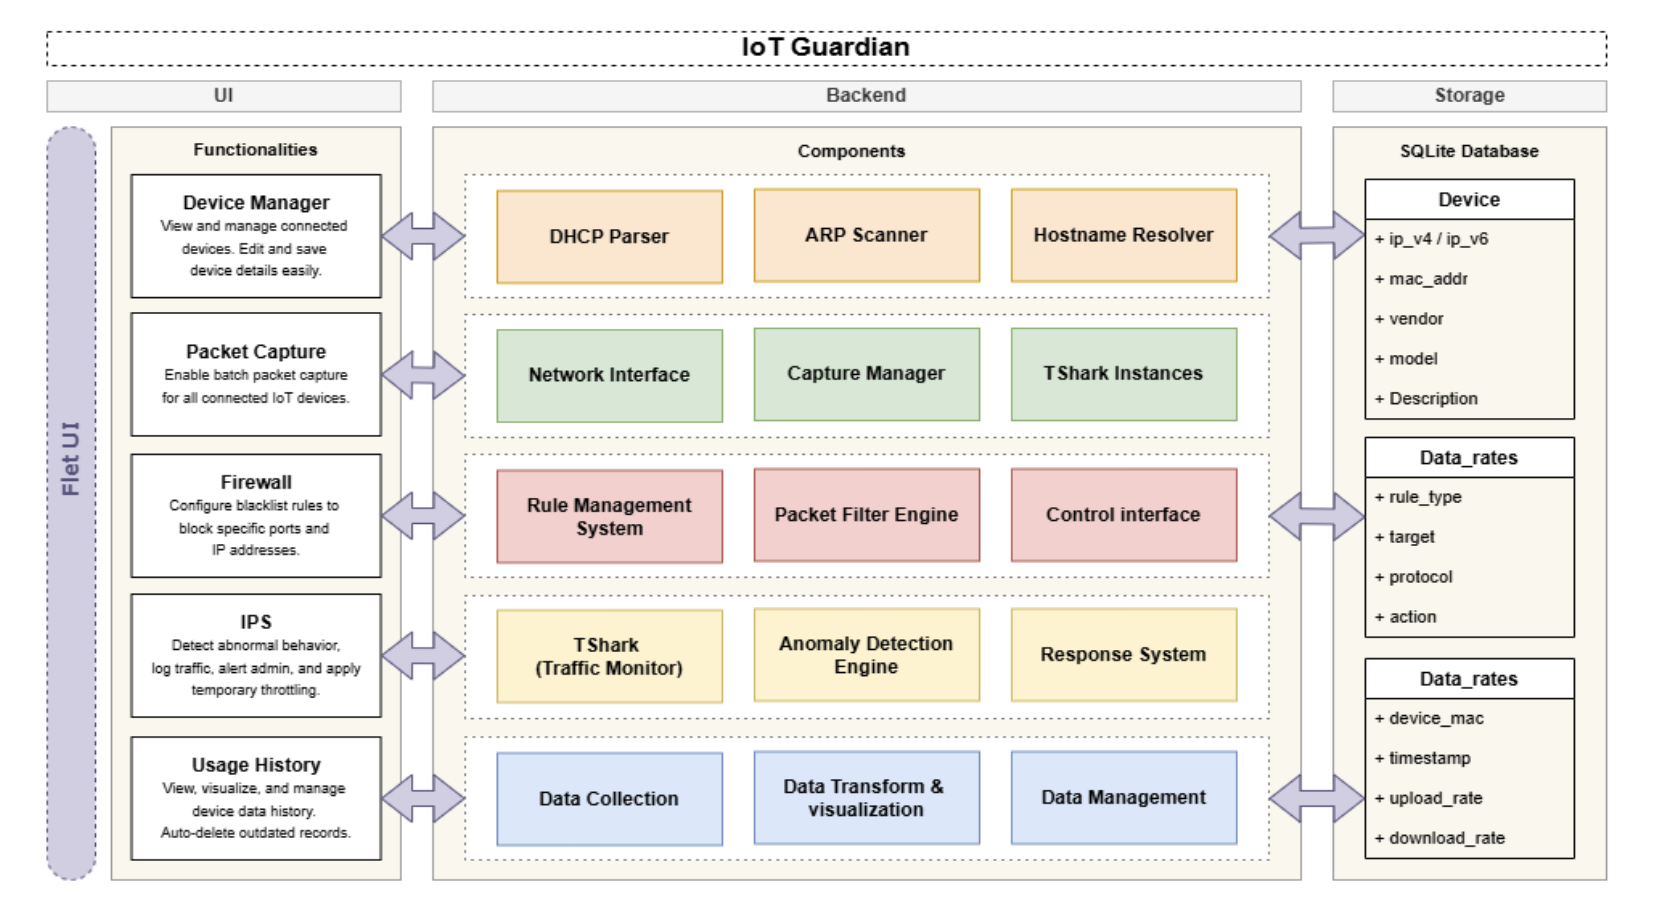 IoT Guardian
UI
Backend
Storage
Flet UI
Functionalities
Device Manager
View and manage connected
devices. Edit and save
device details easily.
Packet Capture
Enable batch packet capture
for all connected IoT devices.
Firewall
Configure blacklist rules to
block specific ports and
IP addresses.
IPS
Detect abnormal behavior,
log traffic, alert admin, and apply
temporary throttling.
Usage History
View, visualize, and manage
device data history.
Auto-delete outdated records.
Components
DHCP Parser
ARP Scanner
Hostname Resolver
Network Interface
Capture Manager
TShark Instances
Rule Management
System
Packet Filter Engine
Control interface
TShark
(Traffic Monitor)
Anomaly Detection
Engine
Response System
Data Collection
Data Transform &
visualization
Data Management
SQLite Database
Device
+ ip_v4 / ip_v6
+ mac_addr
+ vendor
+ model
+ Description
Data_rates
+ rule_type
+ target
+ protocol
+ action
Data_rates
+ device_mac
+ timestamp
+ upload_rate
+ download_rate